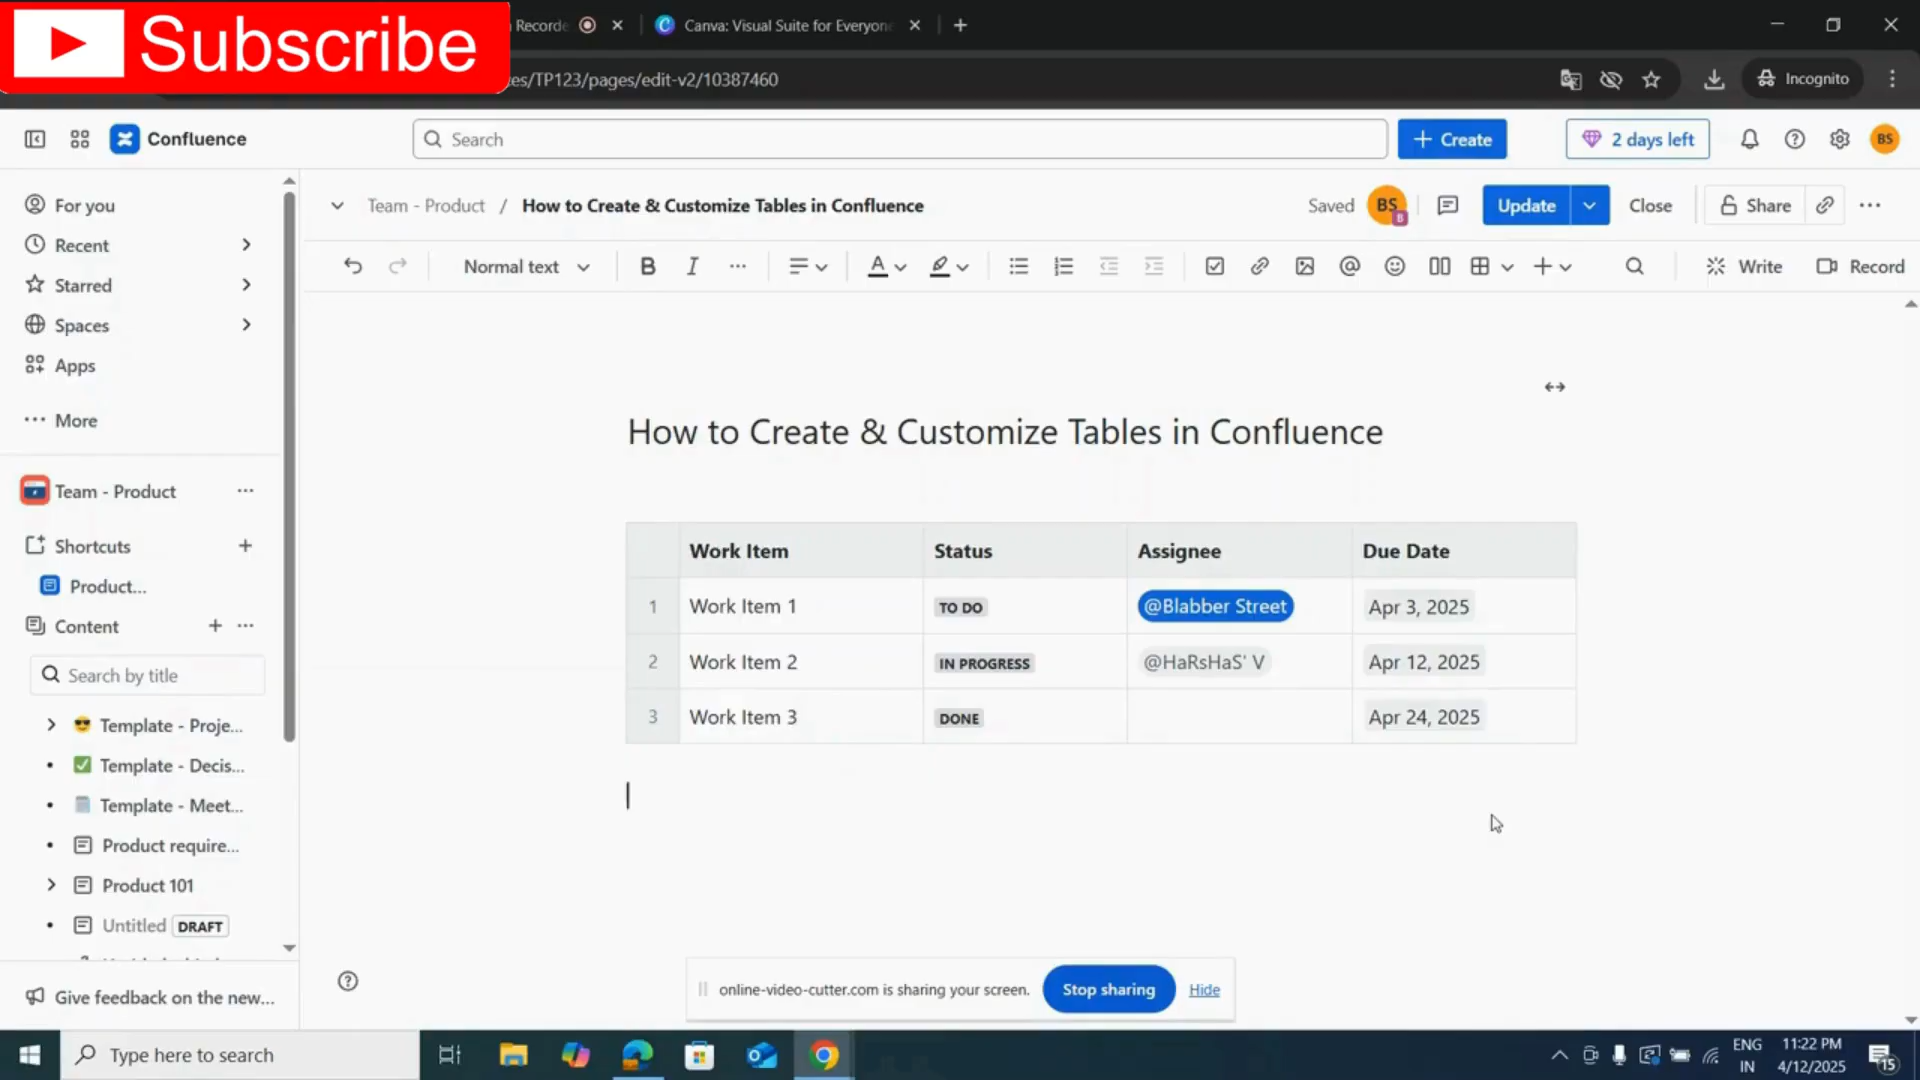 Subscribe
Recorde
Canva: Visual Suite for Everyon
es/TP123/pages/edit-v2/10387460
Incognito
Confluence
Search
Create
2 days left
BS
For you
Recent
Starred
Spaces
Apps
More
Team - Product
Shortcuts
Product...
Content
Search by title
Template - Proje...
Template - Decis...
Template - Meet...
Product require...
Product 101
Untitled DRAFT
Give feedback on the new...
Team - Product / How to Create & Customize Tables in Confluence
Saved
BS
B
Update
Close
Share
Normal text
B
I
A
Write
Record
How to Create & Customize Tables in Confluence
Work Item Status Assignee Due Date
1 Work Item 1 TO DO @Blabber Street Apr 3, 2025
2 Work Item 2 IN PROGRESS @HaRsHaS' V Apr 12, 2025
3 Work Item 3 DONE Apr 24, 2025
online-video-cutter.com is sharing your screen.
Stop sharing
Hide
Type here to search
ENG
IN
11:22 PM
4/12/2025
15